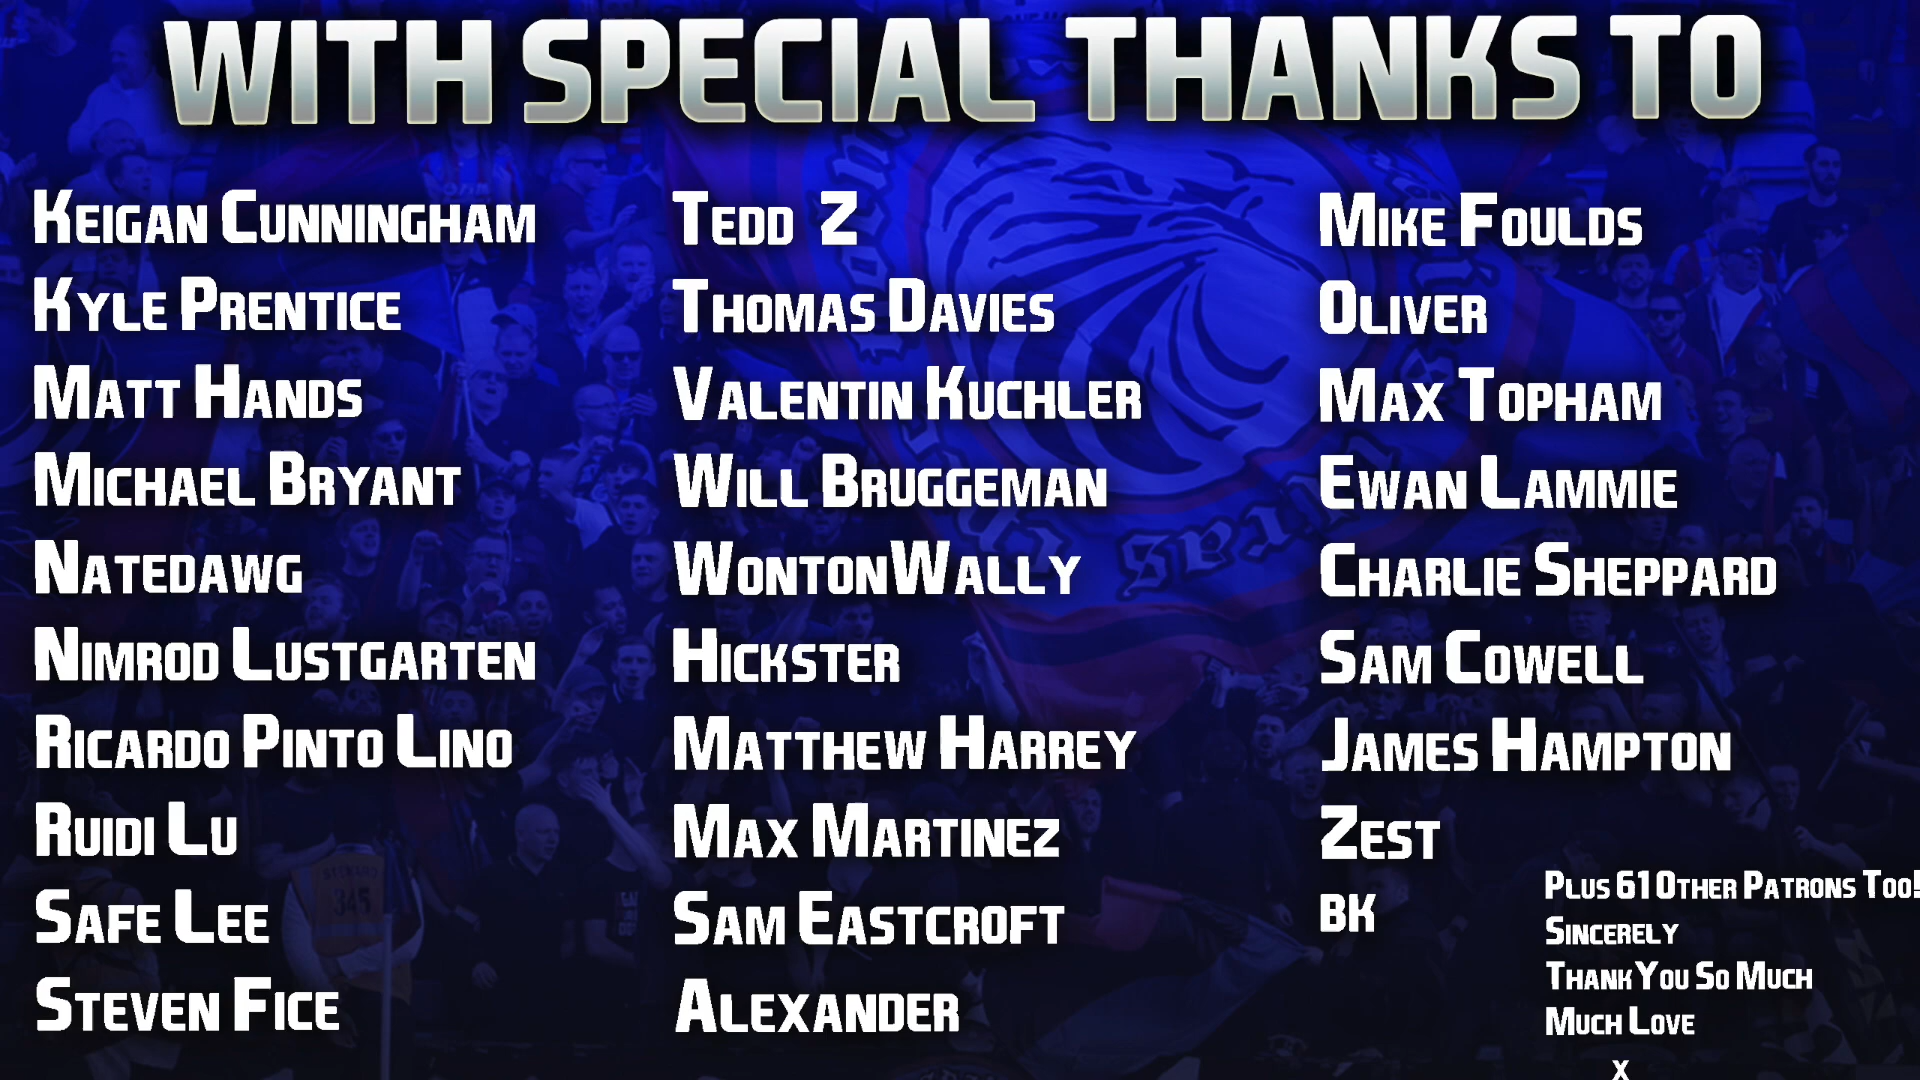 WITH SPECIAL THANKS TO
Keigan Cunningham
Kyle Prentice
Matt Hands
Michael Bryant
Natedawg
Nimrod Lustgarten
Ricardo Pinto Lino
Ruidi Lu
Safe Lee
Steven Fice
Tedd Z
Thomas Davies
Valentin Kuchler
Will Bruggeman
WontonWally
Hickster
Matthew Harrey
Max Martinez
Sam Eastcroft
Alexander
Mike Foulds
Oliver
Max Topham
Ewan Lammie
Charlie Sheppard
Sam Cowell
James Hampton
Zest
BK
Plus 61 Other Patrons Too!
Sincerely
Thank You So Much
Much Love
x
345